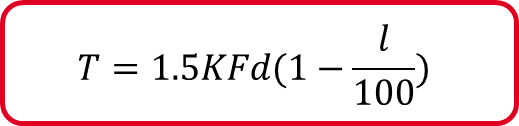 T = 1.5KFd(1 − l/100)